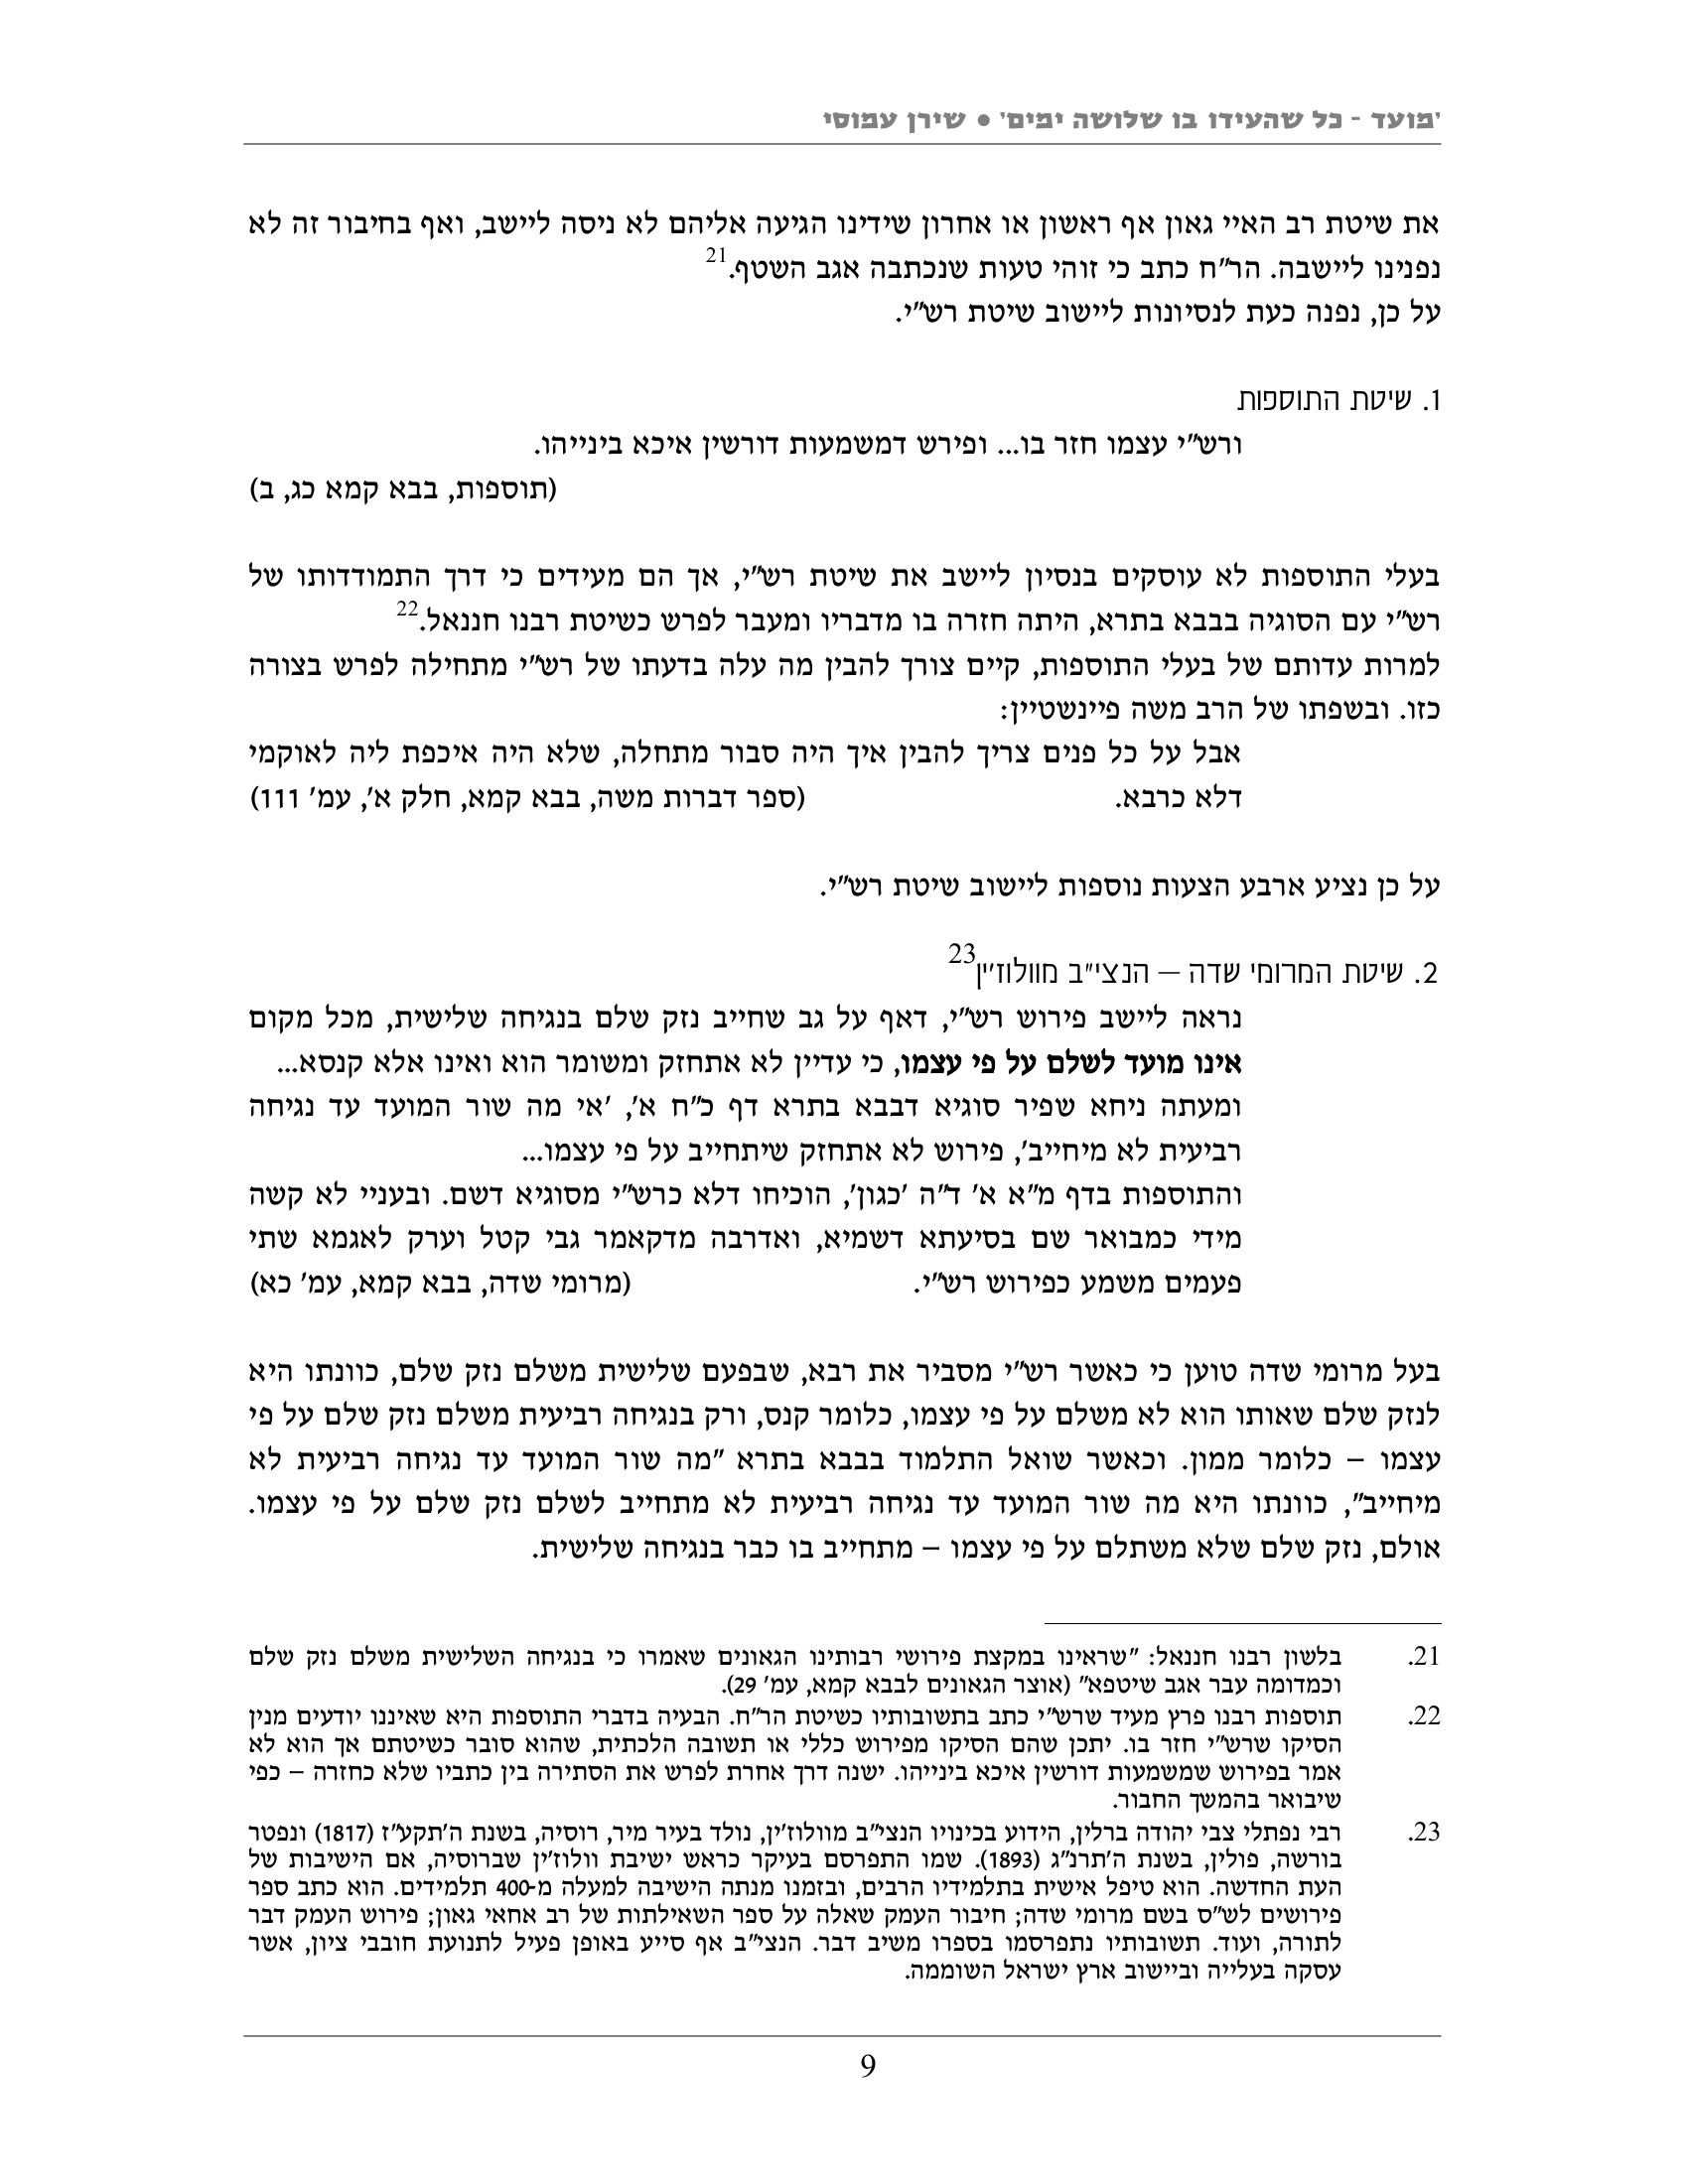 'מועד - כל שהעידו בו שלושה ימים' ● שירן עמוסי
את שיטת רב האיי גאון אף ראשון או אחרון שידינו הגיעה אליהם לא ניסה ליישב, ואף בחיבור זה לא
נפנינו ליישבה. הר"ח כתב כי זוהי טעות שנכתבה אגב השטף.21
על כן, נפנה כעת לנסיונות ליישוב שיטת רש"י.
1. שיטת התוספות
ורש"י עצמו חזר בו... ופירש דמשמעות דורשין איכא בינייהו.
(תוספות, בבא קמא כג, ב)
בעלי התוספות לא עוסקים בנסיון ליישב את שיטת רש"י, אך הם מעידים כי דרך התמודדותו של
רש"י עם הסוגיה בבבא בתרא, היתה חזרה בו מדבריו ומעבר לפרש כשיטת רבנו חננאל.22
למרות עדותם של בעלי התוספות, קיים צורך להבין מה עלה בדעתו של רש"י מתחילה לפרש בצורה
כזו. ובשפתו של הרב משה פיינשטיין:
אבל על כל פנים צריך להבין איך היה סבור מתחלה, שלא היה איכפת ליה לאוקמי
דלא כרבא. (ספר דברות משה, בבא קמא, חלק א', עמ' 111)
על כן נציע ארבע הצעות נוספות ליישוב שיטת רש"י.
2. שיטת המרומי שדה – הנצי"ב מוולוז'ין23
נראה ליישב פירוש רש"י, דאף על גב שחייב נזק שלם בנגיחה שלישית, מכל מקום
אינו מועד לשלם על פי עצמו, כי עדיין לא אתחזק ומשומר הוא ואינו אלא קנסא...
ומעתה ניחא שפיר סוגיא דבבא בתרא דף כ"ח א', 'אי מה שור המועד עד נגיחה
רביעית לא מיחייב', פירוש לא אתחזק שיתחייב על פי עצמו...
והתוספות בדף מ"א א' ד"ה 'כגון', הוכיחו דלא כרש"י מסוגיא דשם. ובעניי לא קשה
מידי כמבואר שם בסיעתא דשמיא, ואדרבה מדקאמר גבי קטל וערק לאגמא שתי
פעמים משמע כפירוש רש"י. (מרומי שדה, בבא קמא, עמ' כא)
בעל מרומי שדה טוען כי כאשר רש"י מסביר את רבא, שבפעם שלישית משלם נזק שלם, כוונתו היא
לנזק שלם שאותו הוא לא משלם על פי עצמו, כלומר קנס, ורק בנגיחה רביעית משלם נזק שלם על פי
עצמו – כלומר ממון. וכאשר שואל התלמוד בבבא בתרא "מה שור המועד עד נגיחה רביעית לא
מיחייב", כוונתו היא מה שור המועד עד נגיחה רביעית לא מתחייב לשלם נזק שלם על פי עצמו.
אולם, נזק שלם שלא משתלם על פי עצמו – מתחייב בו כבר בנגיחה שלישית.
21. בלשון רבנו חננאל: "שראינו במקצת פירושי רבותינו הגאונים שאמרו כי בנגיחה השלישית משלם נזק שלם
וכמדומה עבר אגב שיטפא" (אוצר הגאונים לבבא קמא, עמ' 29).
22. תוספות רבנו פרץ מעיד שרש"י כתב בתשובותיו כשיטת הר"ח. הבעיה בדברי התוספות היא שאיננו יודעים מנין
הסיקו שרש"י חזר בו. יתכן שהם הסיקו מפירוש כללי או תשובה הלכתית, שהוא סובר כשיטתם אך הוא לא
אמר בפירוש שמשמעות דורשין איכא בינייהו. ישנה דרך אחרת לפרש את הסתירה בין כתביו שלא כחזרה – כפי
שיבואר בהמשך החבור.
23. רבי נפתלי צבי יהודה ברלין, הידוע בכינויו הנצי"ב מוולוז'ין, נולד בעיר מיר, רוסיה, בשנת ה'תקע"ז (1817) ונפטר
בורשה, פולין, בשנת ה'תרנ"ג (1893). שמו התפרסם בעיקר כראש ישיבת וולוז'ין שברוסיה, אם הישיבות של
העת החדשה. הוא טיפל אישית בתלמידיו הרבים, ובזמנו מנתה הישיבה למעלה מ-400 תלמידים. הוא כתב ספר
פירושים לש"ס בשם מרומי שדה; חיבור העמק שאלה על ספר השאילתות של רב אחאי גאון; פירוש העמק דבר
לתורה, ועוד. תשובותיו נתפרסמו בספרו משיב דבר. הנצי"ב אף סייע באופן פעיל לתנועת חובבי ציון, אשר
עסקה בעלייה וביישוב ארץ ישראל השוממה.
9